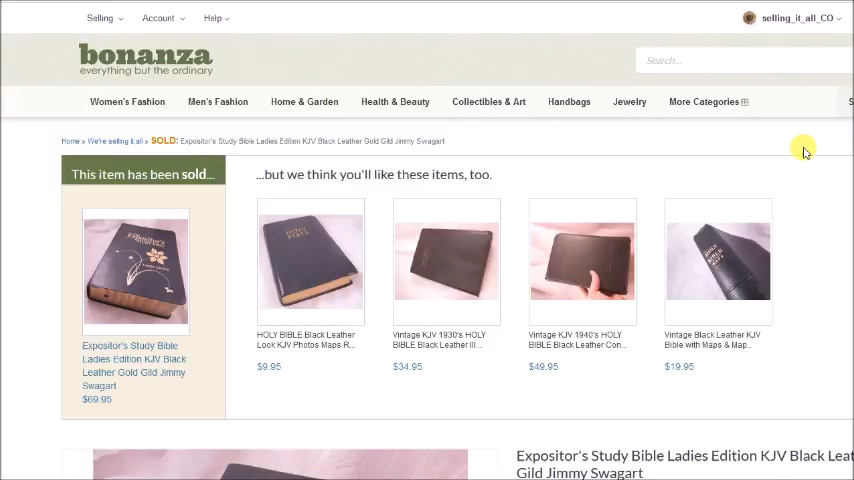 Selling Account Help selling_it_all_CO
bonanza
everything but the ordinary
Search...
Women's Fashion Men's Fashion Home & Garden Health & Beauty Collectibles & Art Handbags Jewelry More Categories S
Home » We're selling it all » SOLD: Expositor's Study Bible Ladies Edition KJV Black Leather Gold Gild Jimmy Swagart
This item has been sold...
...but we think you'll like these items, too.
Expositor's Study Bible
Ladies Edition KJV Black
Leather Gold Gild Jimmy
Swagart
$69.95
HOLY BIBLE
HOLY BIBLE Black Leather
Look KJV Photos Maps R...
$9.95
Vintage KJV 1930's HOLY
BIBLE Black Leather Ill...
$34.95
Vintage KJV 1940's HOLY
BIBLE Black Leather Con...
$49.95
HOLY
BIBLE
Vintage Black Leather KJV
Bible with Maps & Map...
$19.95
Expositor's Study Bible Ladies Edition KJV Black Leat
Gild Jimmy Swagart